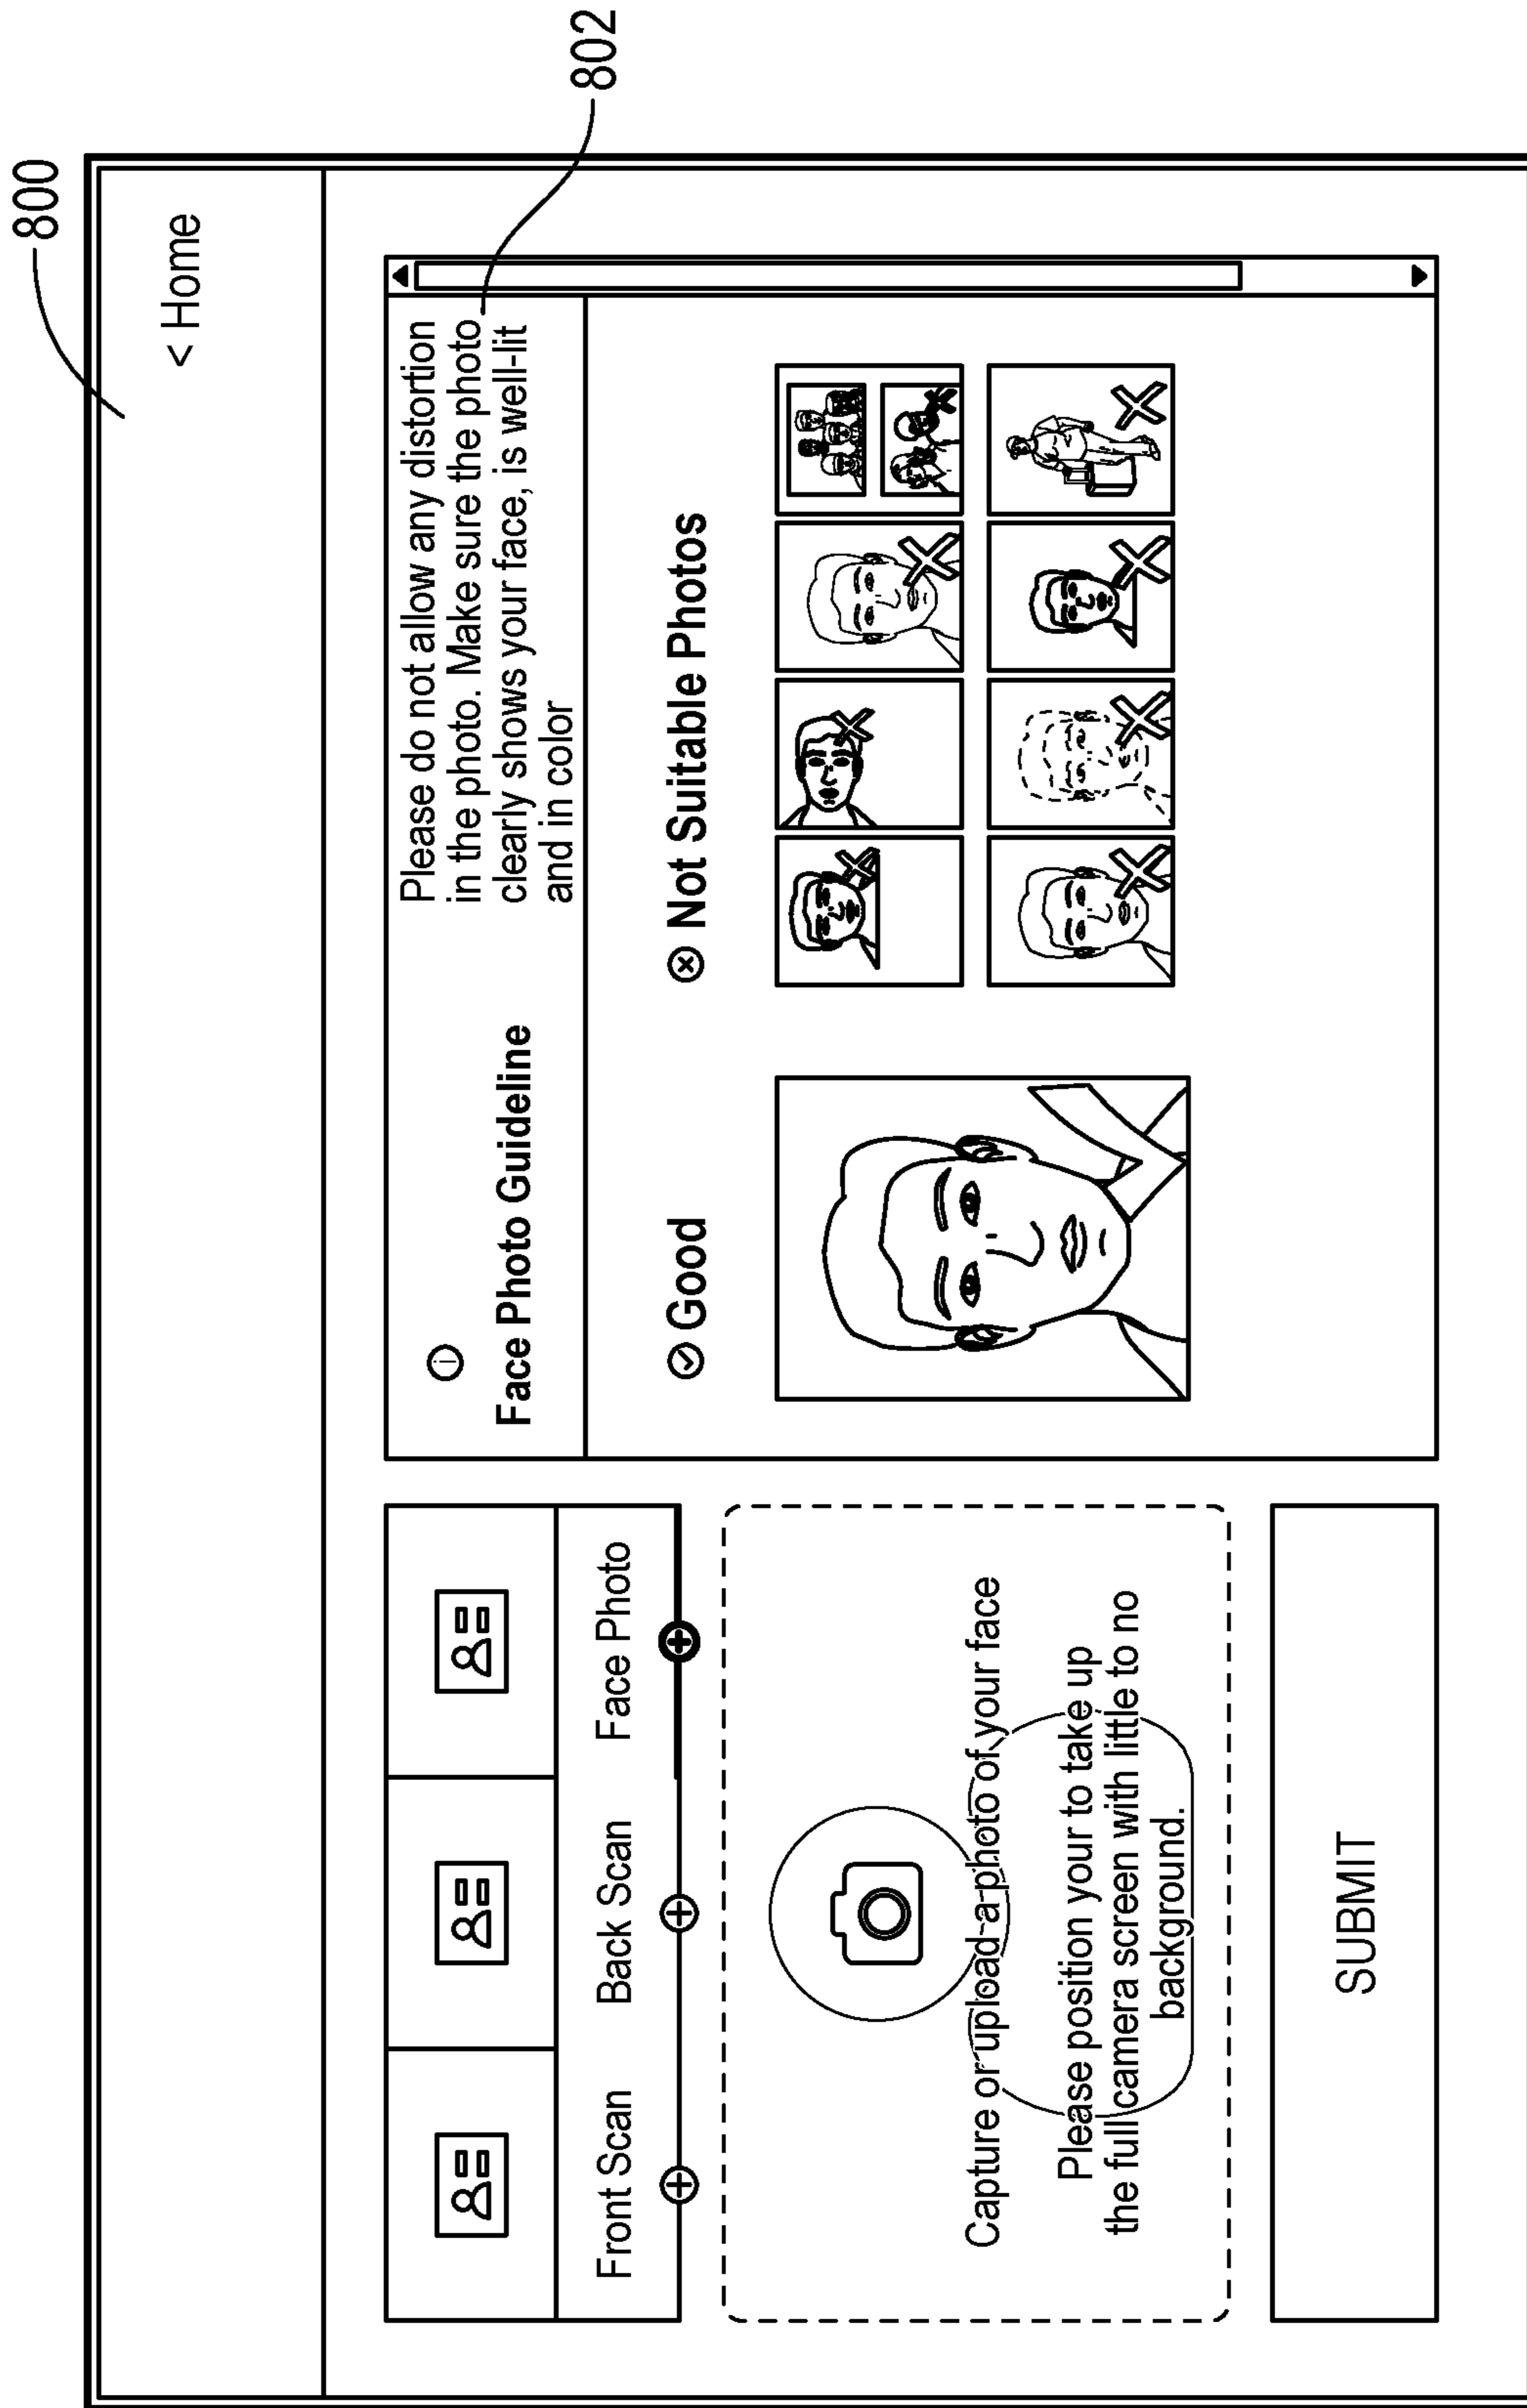 800
< Home
802
Front Scan
Back Scan
Face Photo
Capture or upload a photo of your face
Please position your to take up
the full camera screen with little to no
background.
SUBMIT
Face Photo Guideline
Please do not allow any distortion
in the photo. Make sure the photo
clearly shows your face, is well-lit
and in color
Good
Not Suitable Photos